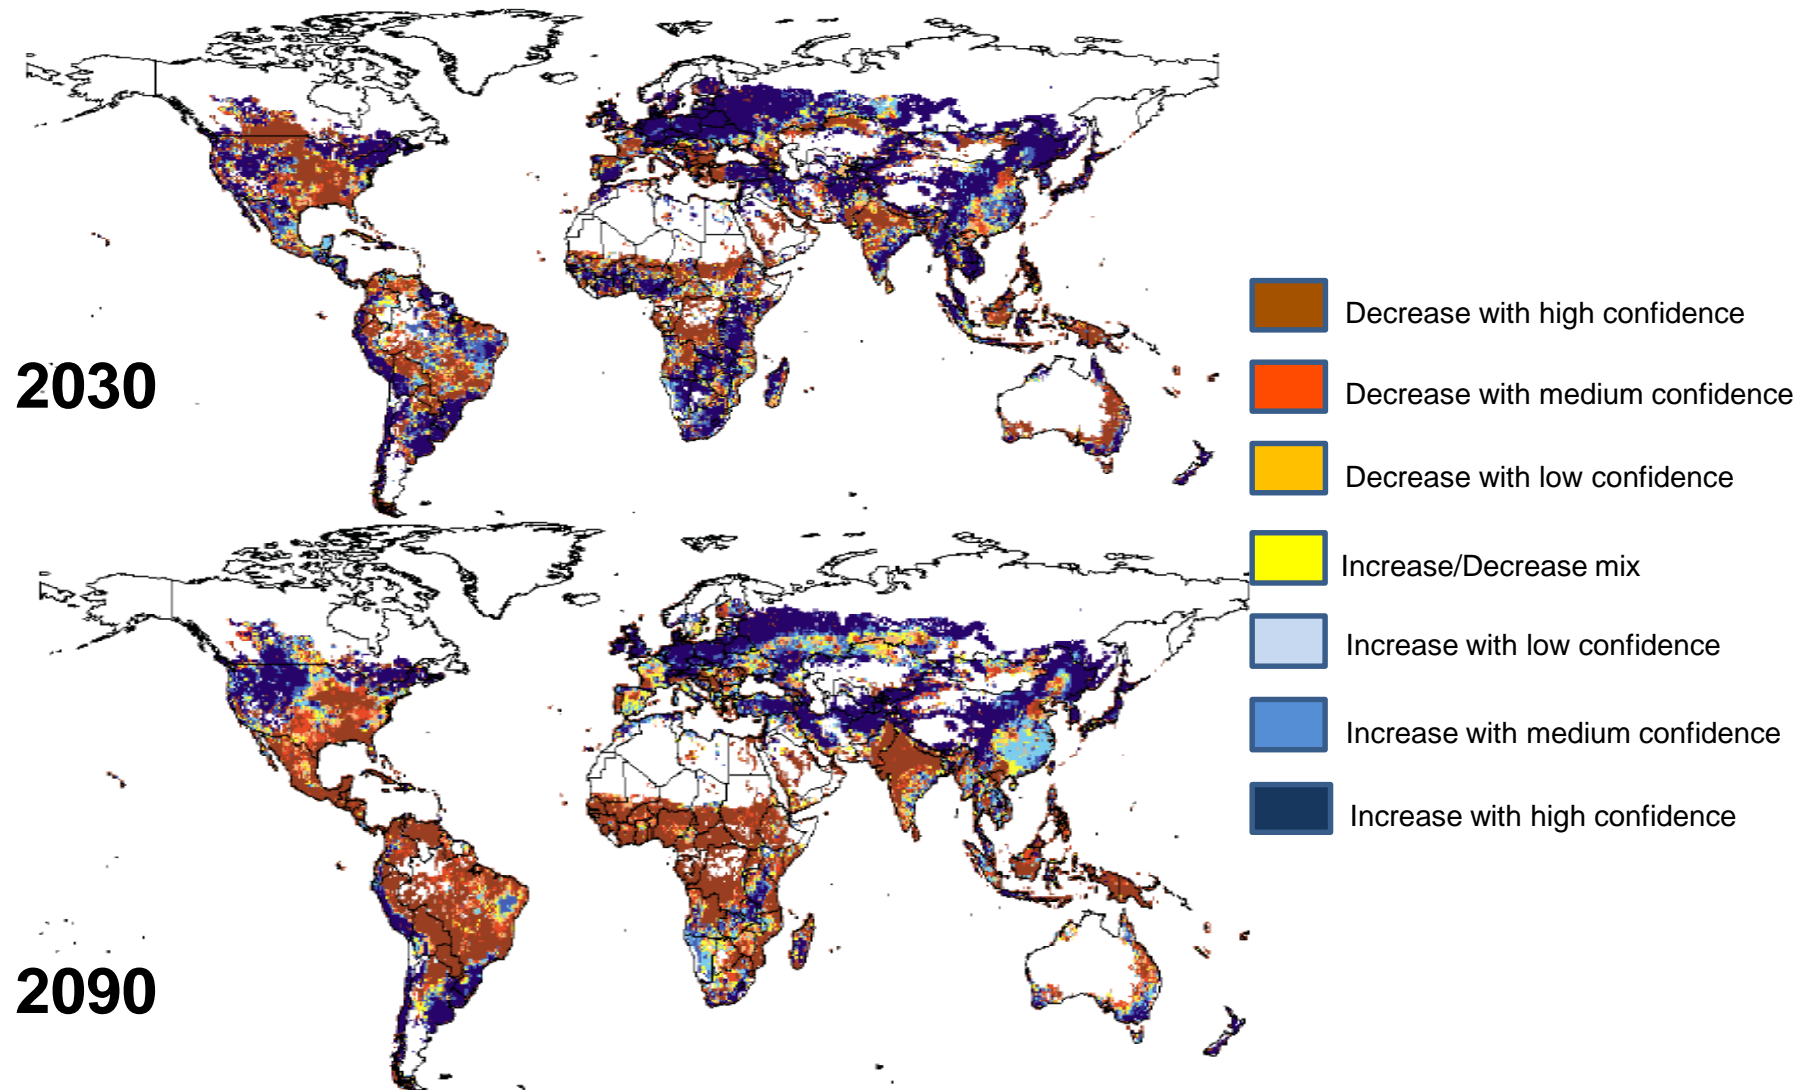 2030
Decrease with high confidence
Decrease with medium confidence
Decrease with low confidence
Increase/Decrease mix
Increase with low confidence
Increase with medium confidence
Increase with high confidence
2090